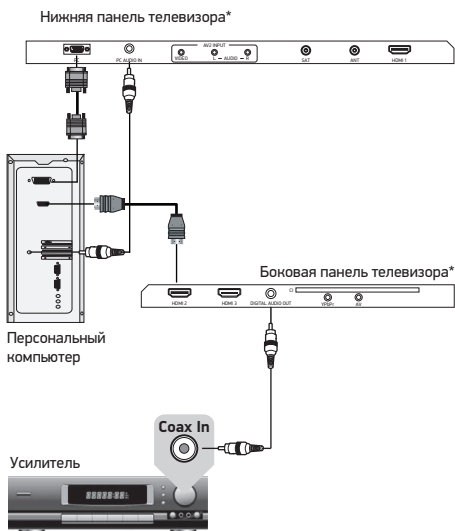 Нижняя панель телевизора*
AV2 INPUT
PC
PC AUDIO IN
VIDEO
L – AUDIO – R
SAT
ANT
HDMI 1
Боковая панель телевизора*
HDMI 2
HDMI 3
DIGITAL AUDIO OUT
YPbPr
AV
Персональный
компьютер
Coax In
Усилитель